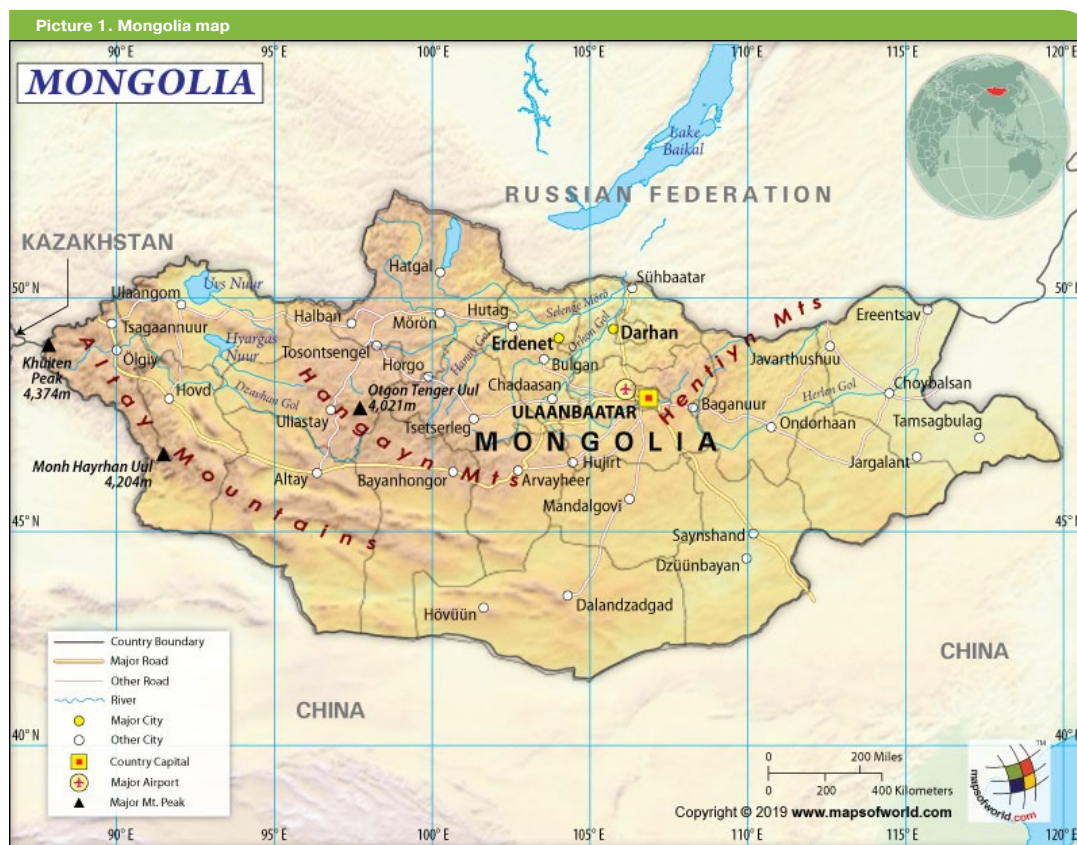 Picture 1. Mongolia map
90° E
95° E
100° E
105° E
110° E
115° E
120° E
MONGOLIA
Lake
Baikal
RUSSIAN FEDERATION
KAZAKHSTAN
50° N
50° N
Hatgal
Sühbaatar
Uvs Nuur
Ulaangom
Tsagaannuur
Halban
Mörön
Hutag
Selenge Mörö
Orhon Gol
Darhan
Hentiyn Mts
Ereentsav
Hyargas
Nuur
Erdenet
Javarthushuu
Khuiten
Peak
4,374m
Ölgiy
Tosontsengel
Horgo
Hanuy Gol
Bulgan
Hovd
Dzavhan Gol
Otgon Tenger Uul
4,021m
Chadaasan
Herlen Gol
Choybalsan
Uliastay
Tsetserleg
ULAANBAATAR
Baganuur
Ondorhaan
Tamsagbulag
MONGOLIA
Altay Mountains
Hangayn Mts
Monh Hayrhan Uul
4,204m
Altay
Bayanhongor
Arvayheer
Hujirt
Jargalant
Mandalgovi
45° N
45° N
Saynshand
Dzüünbayan
Hövüün
Dalandzadgad
Country Boundary
Major Road
Other Road
River
Major City
Other City
Country Capital
Major Airport
Major Mt. Peak
CHINA
CHINA
40° N
40° N
0 200 Miles
0 200 400 Kilometers
TM
mapsofworld.com
Copyright © 2019 www.mapsofworld.com
90° E
95° E
100° E
105° E
110° E
115° E
120° E